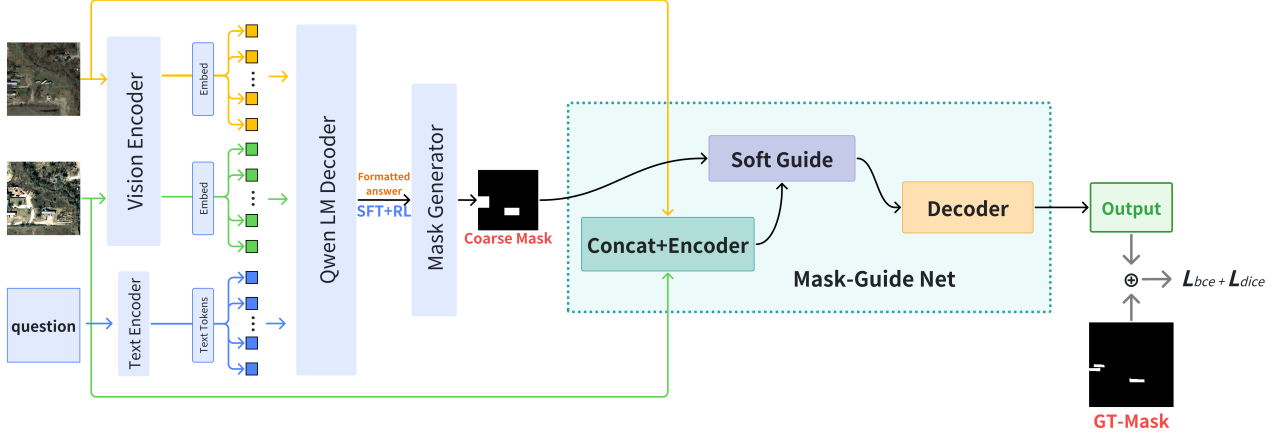 Vision Encoder
Embed
Embed
question
Text Encoder
Text Tokens
Qwen LM Decoder
Formatted
answer
SFT+RL
Mask Generator
Coarse Mask
Soft Guide
Concat+Encoder
Decoder
Mask-Guide Net
Output
Lbce + Ldice
GT-Mask